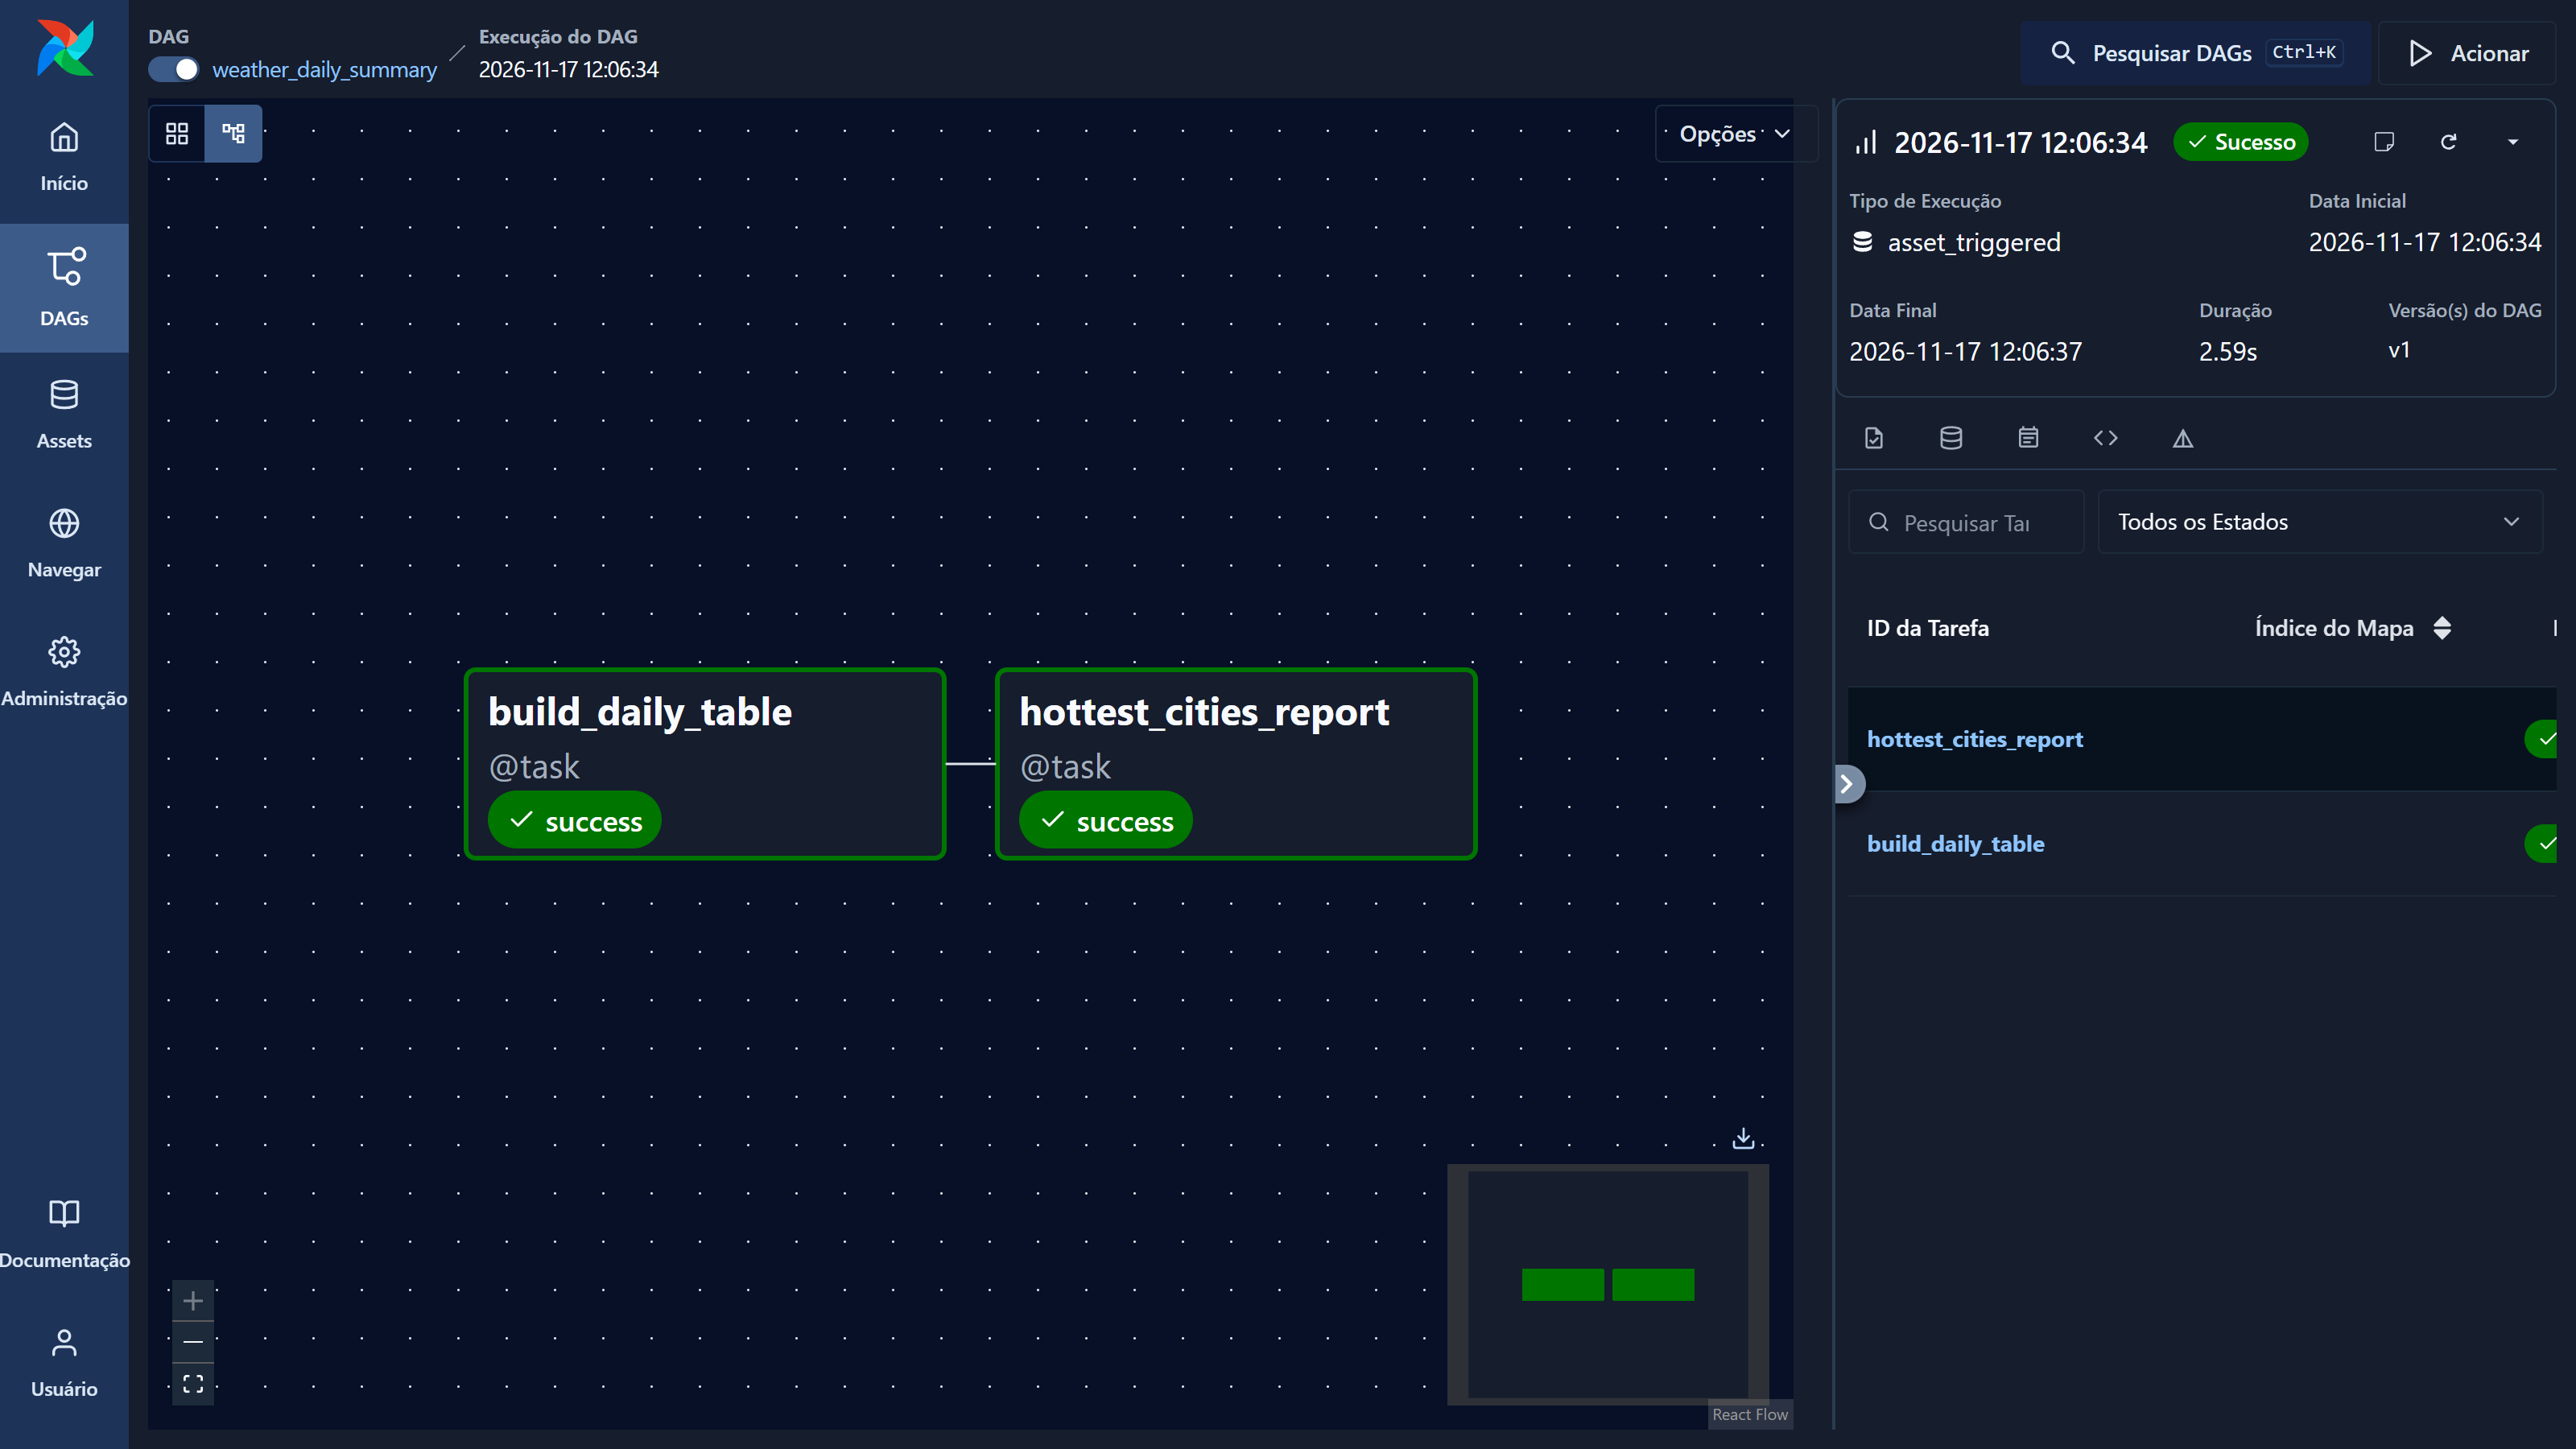 Início
DAGs
Assets
Navegar
Administração
Documentação
Usuário
DAG
weather_daily_summary
Execução do DAG
2026-11-17 12:06:34
Pesquisar DAGs Ctrl+K
Acionar
Opções
build_daily_table
@task
success
hottest_cities_report
@task
success
React Flow
2026-11-17 12:06:34 Sucesso
Tipo de Execução
asset_triggered
Data Inicial
2026-11-17 12:06:34
Data Final
2026-11-17 12:06:37
Duração
2.59s
Versão(s) do DAG
v1
Pesquisar Tar
Todos os Estados
ID da Tarefa Índice do Mapa
hottest_cities_report
build_daily_table